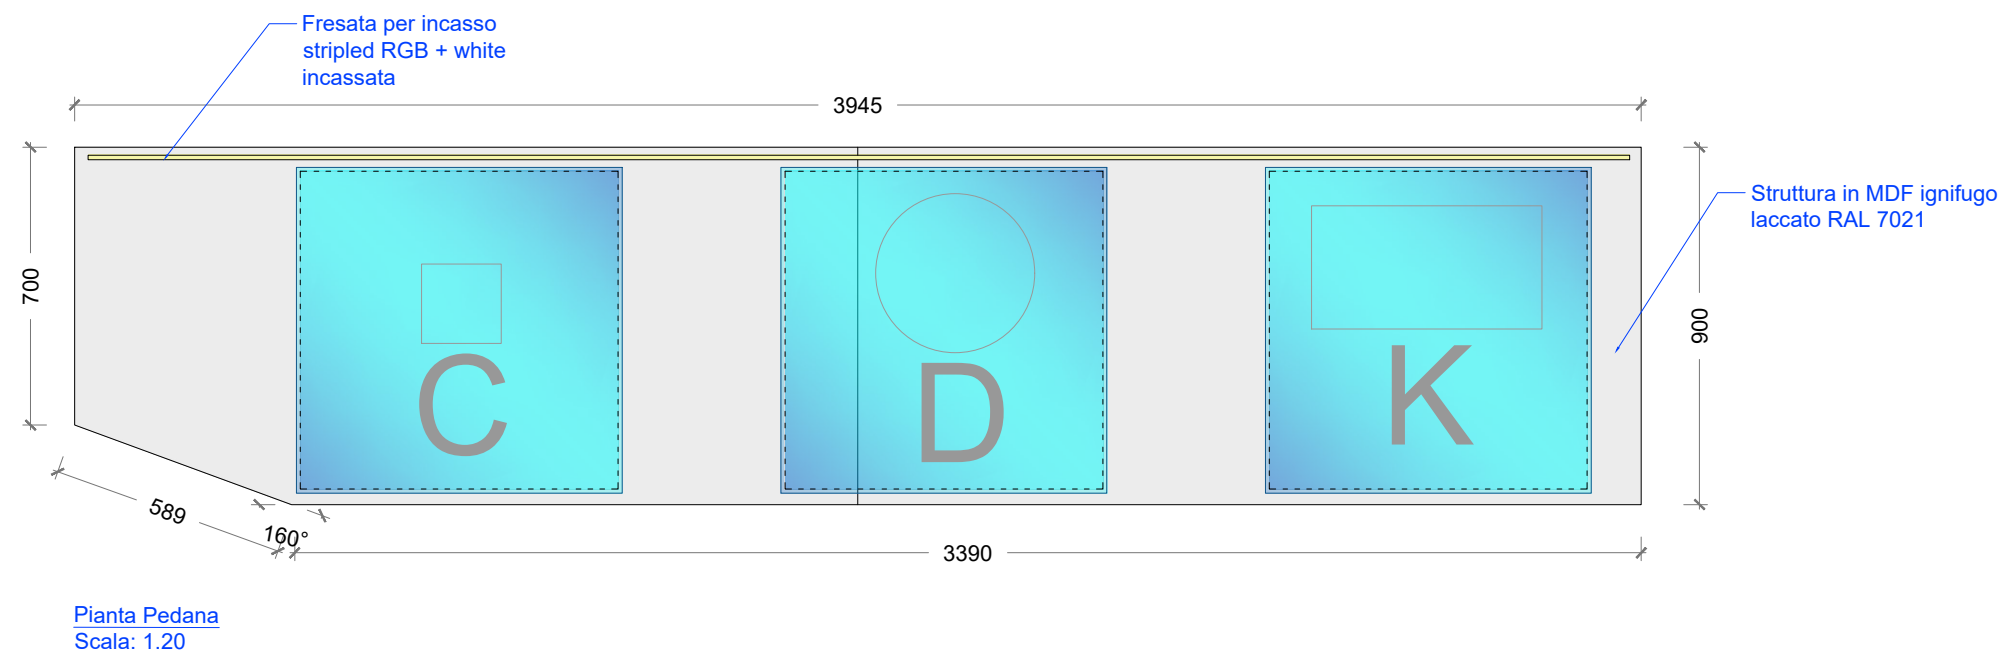 Fresata per incasso
stripled RGB + white
incassata
3945
Struttura in MDF ignifugo
laccato RAL 7021
700
900
C
D
K
589
160°
3390
Pianta Pedana
Scala: 1.20